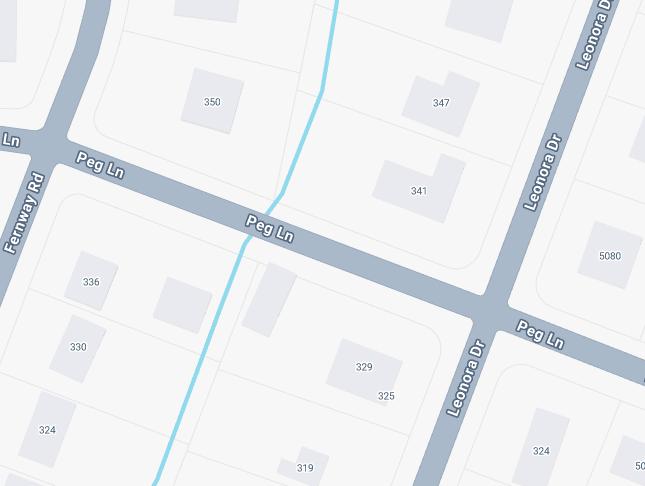 Leonora D
350
347
Ln
Peg Ln
Leonora Dr
Fernway Rd
341
Peg Ln
5080
336
Peg Ln
330
329
325
Leonora Dr
324
324
319
50